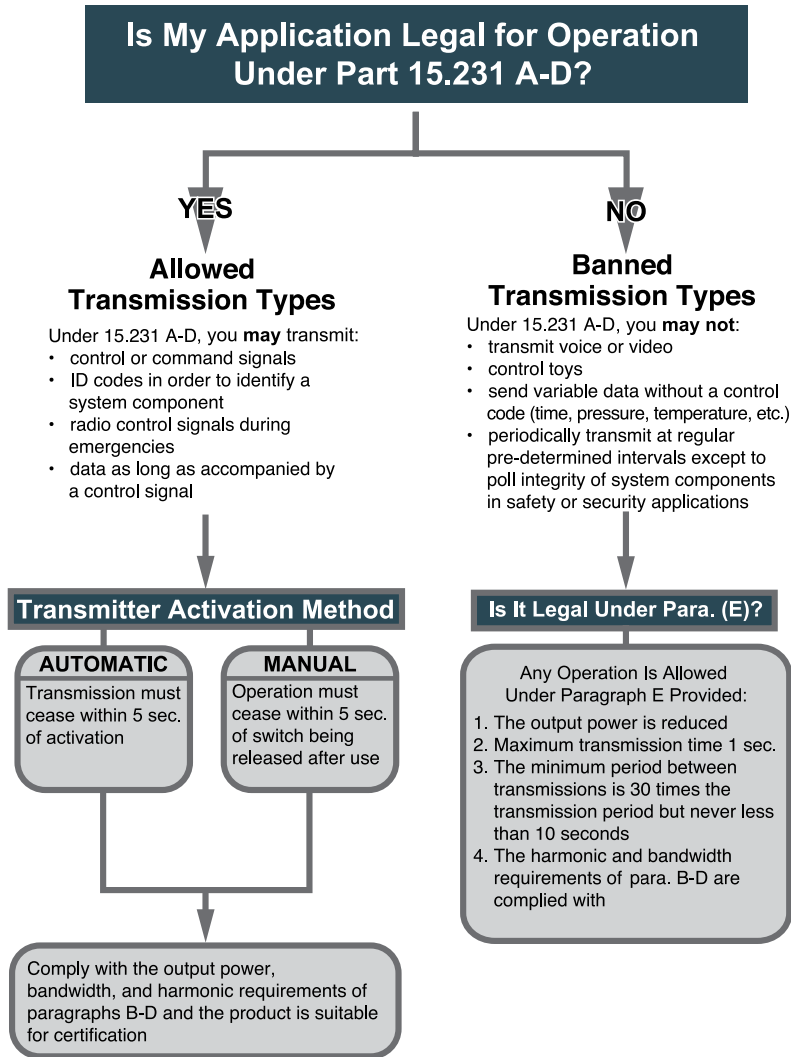 Is My Application Legal for Operation
Under Part 15.231 A-D?
YES
Allowed
Transmission Types
Under 15.231 A-D, you may transmit:
• control or command signals
• ID codes in order to identify a
system component
• radio control signals during
emergencies
• data as long as accompanied by
a control signal
NO
Banned
Transmission Types
Under 15.231 A-D, you may not:
• transmit voice or video
• control toys
• send variable data without a control
code (time, pressure, temperature, etc.)
• periodically transmit at regular
pre-determined intervals except to
poll integrity of system components
in safety or security applications
Transmitter Activation Method
AUTOMATIC
Transmission must
cease within 5 sec.
of activation
MANUAL
Operation must
cease within 5 sec.
of switch being
released after use
Comply with the output power,
bandwidth, and harmonic requirements of
paragraphs B-D and the product is suitable
for certification
Is It Legal Under Para. (E)?
Any Operation Is Allowed
Under Paragraph E Provided:
1. The output power is reduced
2. Maximum transmission time 1 sec.
3. The minimum period between
transmissions is 30 times the
transmission period but never less
than 10 seconds
4. The harmonic and bandwidth
requirements of para. B-D are
complied with